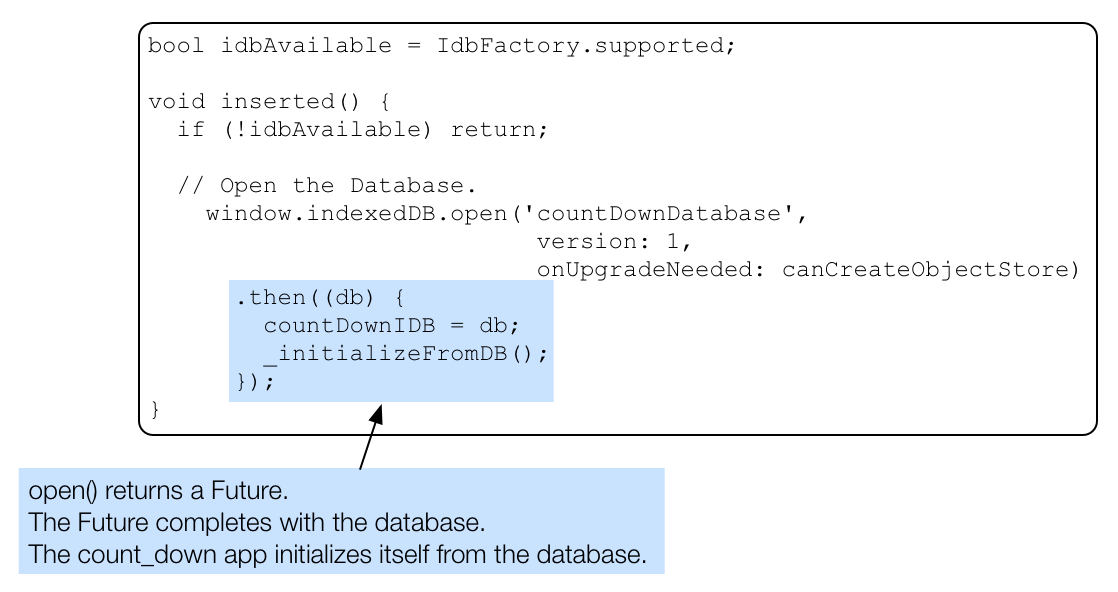 bool idbAvailable = IdbFactory.supported;
void inserted() {
if (!idbAvailable) return;
// Open the Database.
window.indexedDB.open('countDownDatabase',
version: 1,
onUpgradeNeeded: canCreateObjectStore)
.then((db) {
countDownIDB = db;
_initializeFromDB();
});
}
open() returns a Future.
The Future completes with the database.
The count_down app initializes itself from the database.